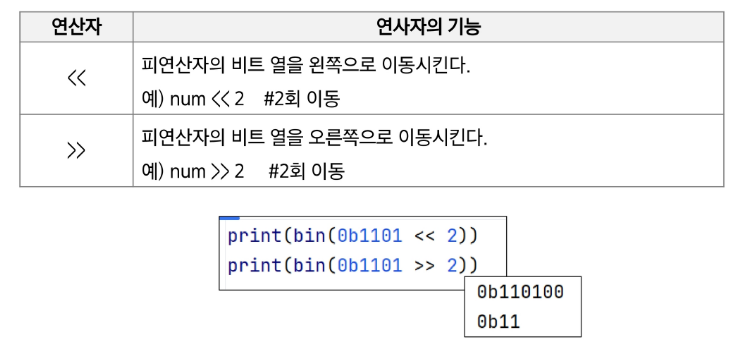 연산자
연사자의 기능
<<
피연산자의 비트 열을 왼쪽으로 이동시킨다.
예) num << 2 #2회 이동
>>
피연산자의 비트 열을 오른쪽으로 이동시킨다.
예) num >> 2 #2회 이동
print(bin(0b1101 << 2))
print(bin(0b1101 >> 2))
0b110100
0b11